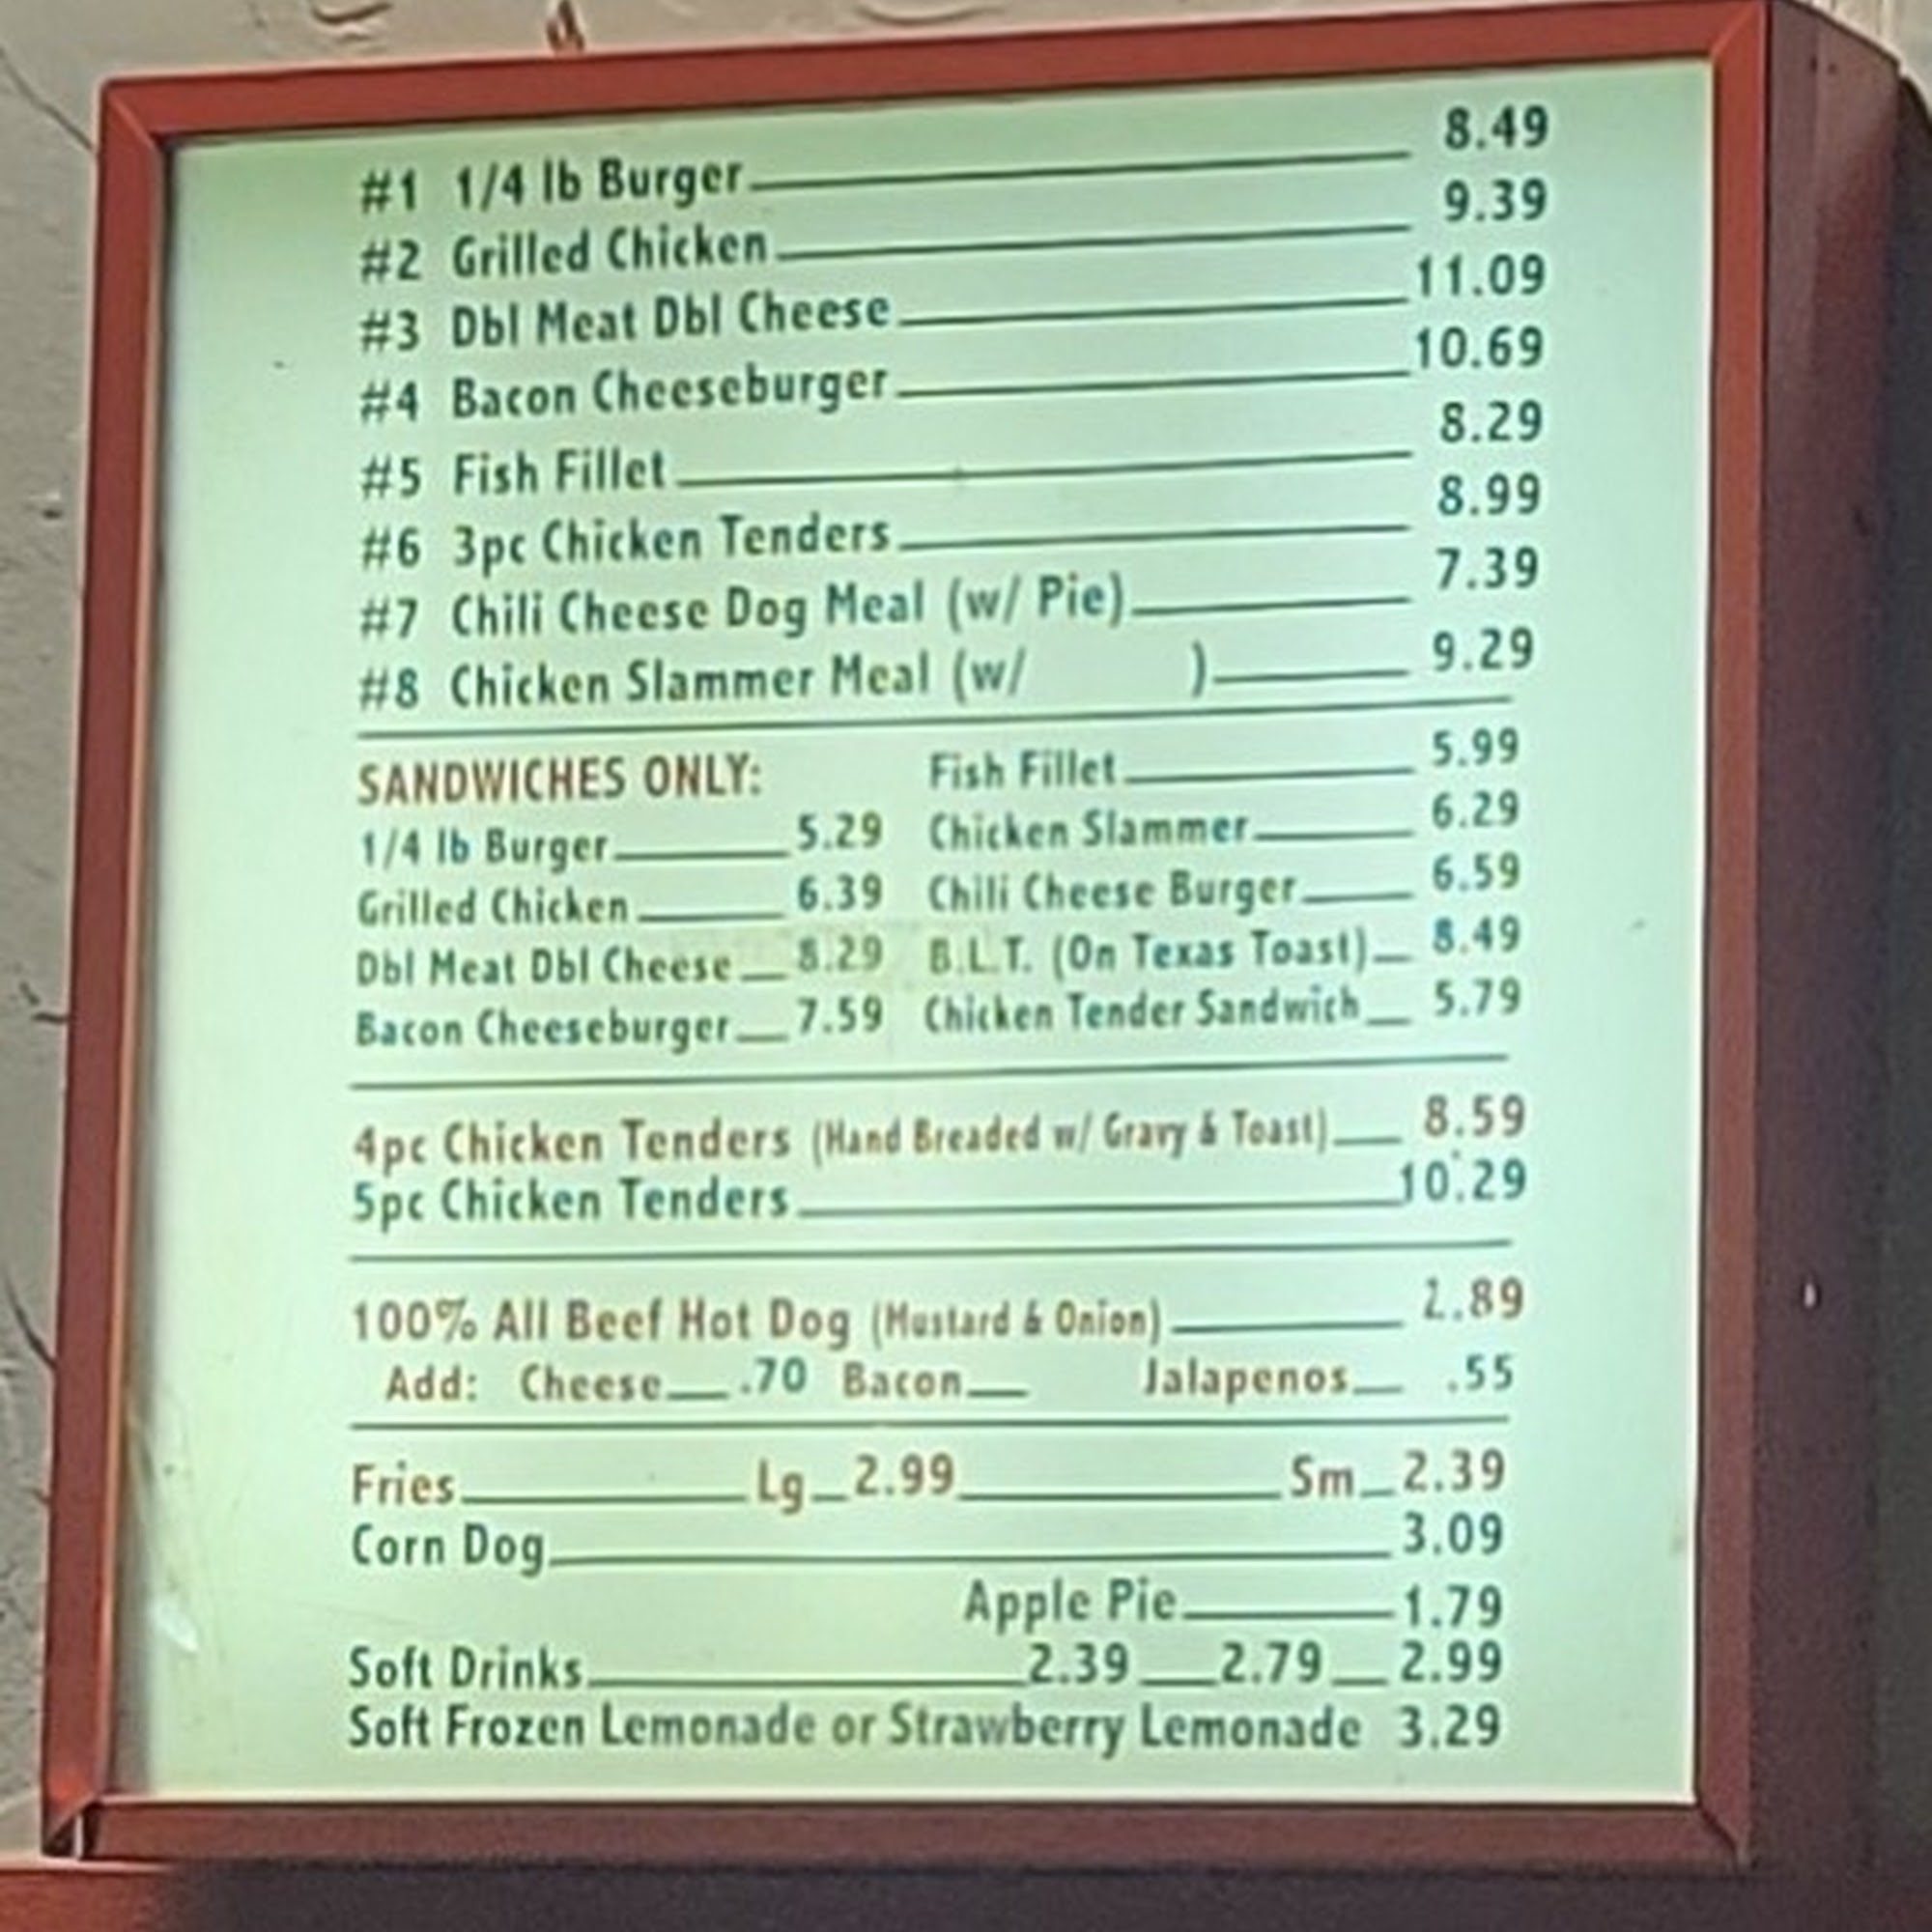 #1 1/4 lb Burger 8.49
#2 Grilled Chicken 9.39
#3 Dbl Meat Dbl Cheese 11.09
#4 Bacon Cheeseburger 10.69
#5 Fish Fillet 8.29
#6 3pc Chicken Tenders 8.99
#7 Chili Cheese Dog Meal (w/ Pie) 7.39
#8 Chicken Slammer Meal (w/ ) 9.29
SANDWICHES ONLY:
1/4 lb Burger 5.29
Grilled Chicken 6.39
Dbl Meat Dbl Cheese 8.29
Bacon Cheeseburger 7.59
Fish Fillet 5.99
Chicken Slammer 6.29
Chili Cheese Burger 6.59
B.L.T. (On Texas Toast) 8.49
Chicken Tender Sandwich 5.79
4pc Chicken Tenders (Hand Breaded w/ Gravy & Toast) 8.59
5pc Chicken Tenders 10.29
100% All Beef Hot Dog (Mustard & Onion)
Add: Cheese .70 Bacon Jalapenos .55
Fries Lg 2.99 Sm 2.39
Corn Dog 3.09
Apple Pie 1.79
Soft Drinks 2.39 2.79 2.99
Soft Frozen Lemonade or Strawberry Lemonade 3.29